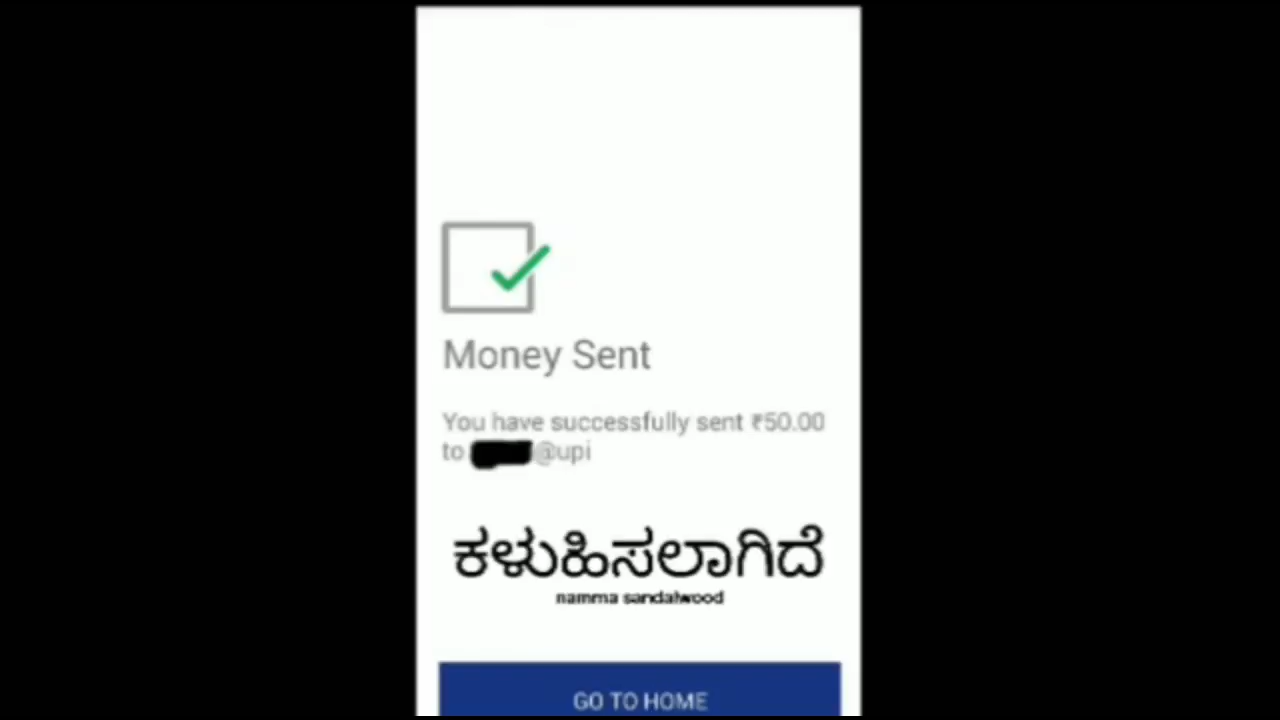 Money Sent
You have successfully sent ₹50.00
to @upi
ಕಳುಹಿಸಲಾಗಿದೆ
namma sandalwood
GO TO HOME